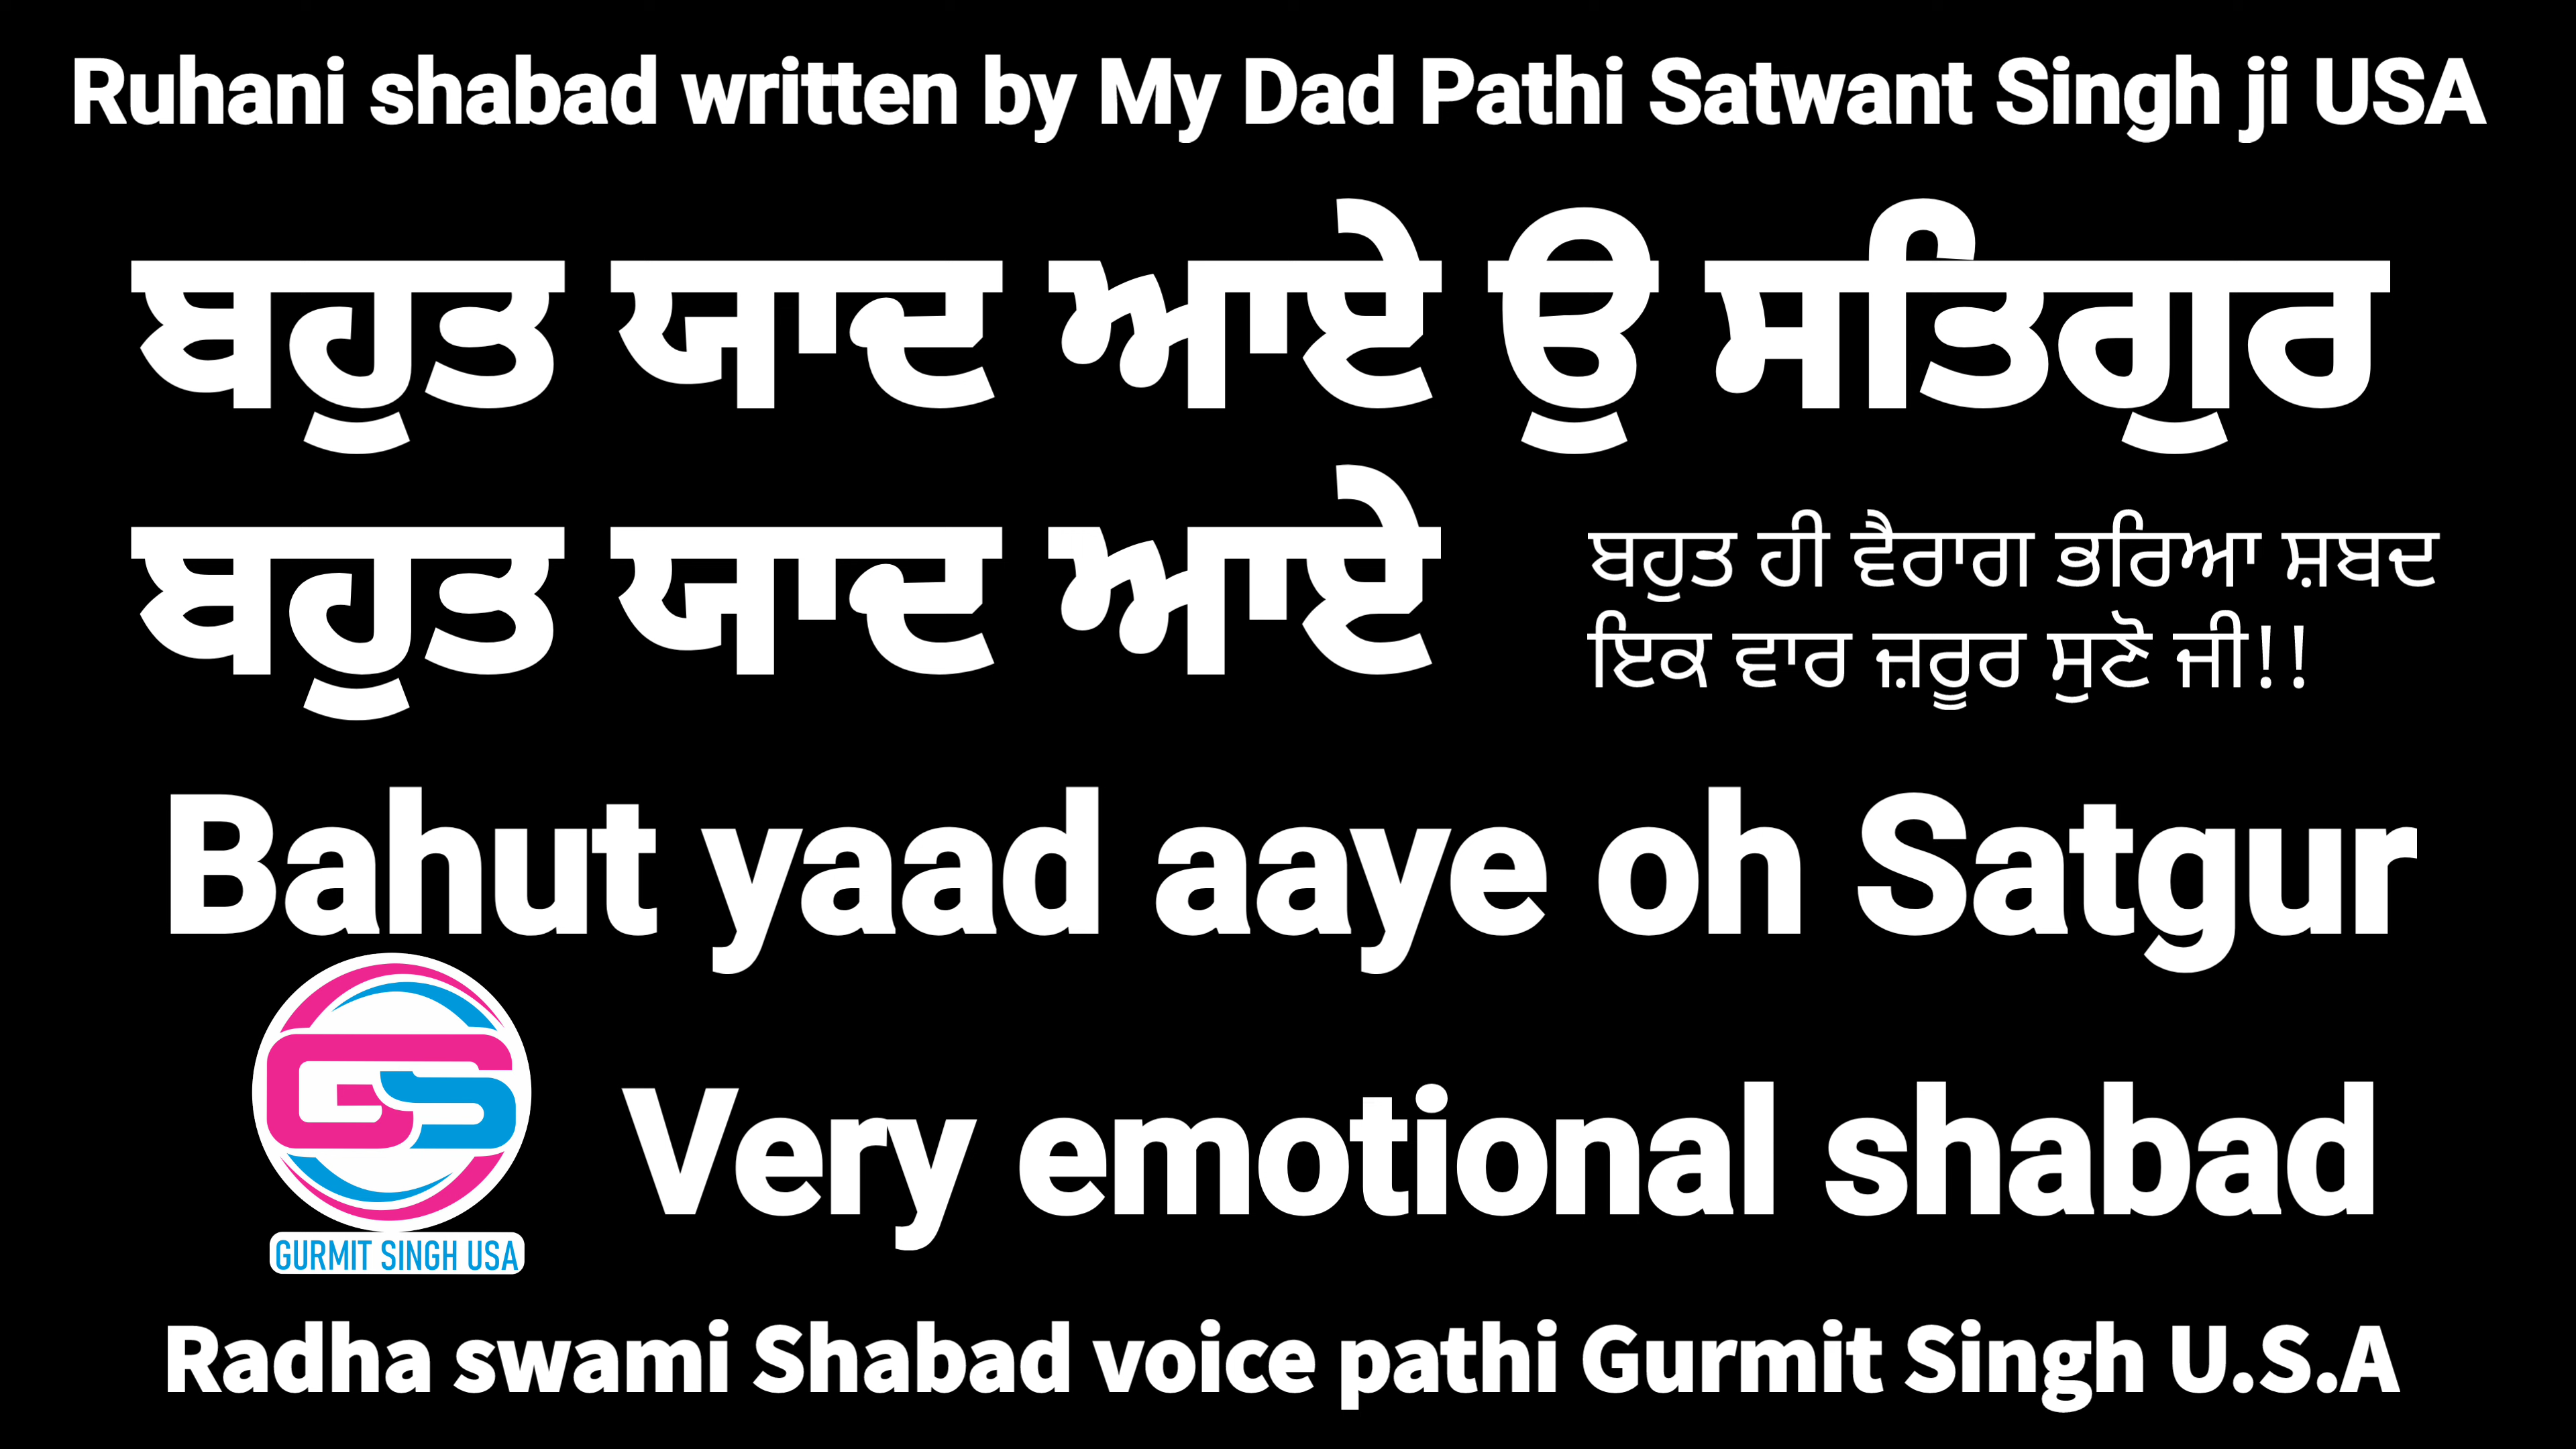 Ruhani shabad written by My Dad Pathi Satwant Singh ji USA
ਬਹੁਤ ਯਾਦ ਆਏ ਉ ਸਤਿਗੁਰ
ਬਹੁਤ ਯਾਦ ਆਏ
ਬਹੁਤ ਹੀ ਵੈਰਾਗ ਭਰਿਆ ਸ਼ਬਦ
ਇਕ ਵਾਰ ਜ਼ਰੂਰ ਸੁਣੋ ਜੀ!!
Bahut yaad aaye oh Satgur
GS
GURMIT SINGH USA
Very emotional shabad
Radha swami Shabad voice pathi Gurmit Singh U.S.A